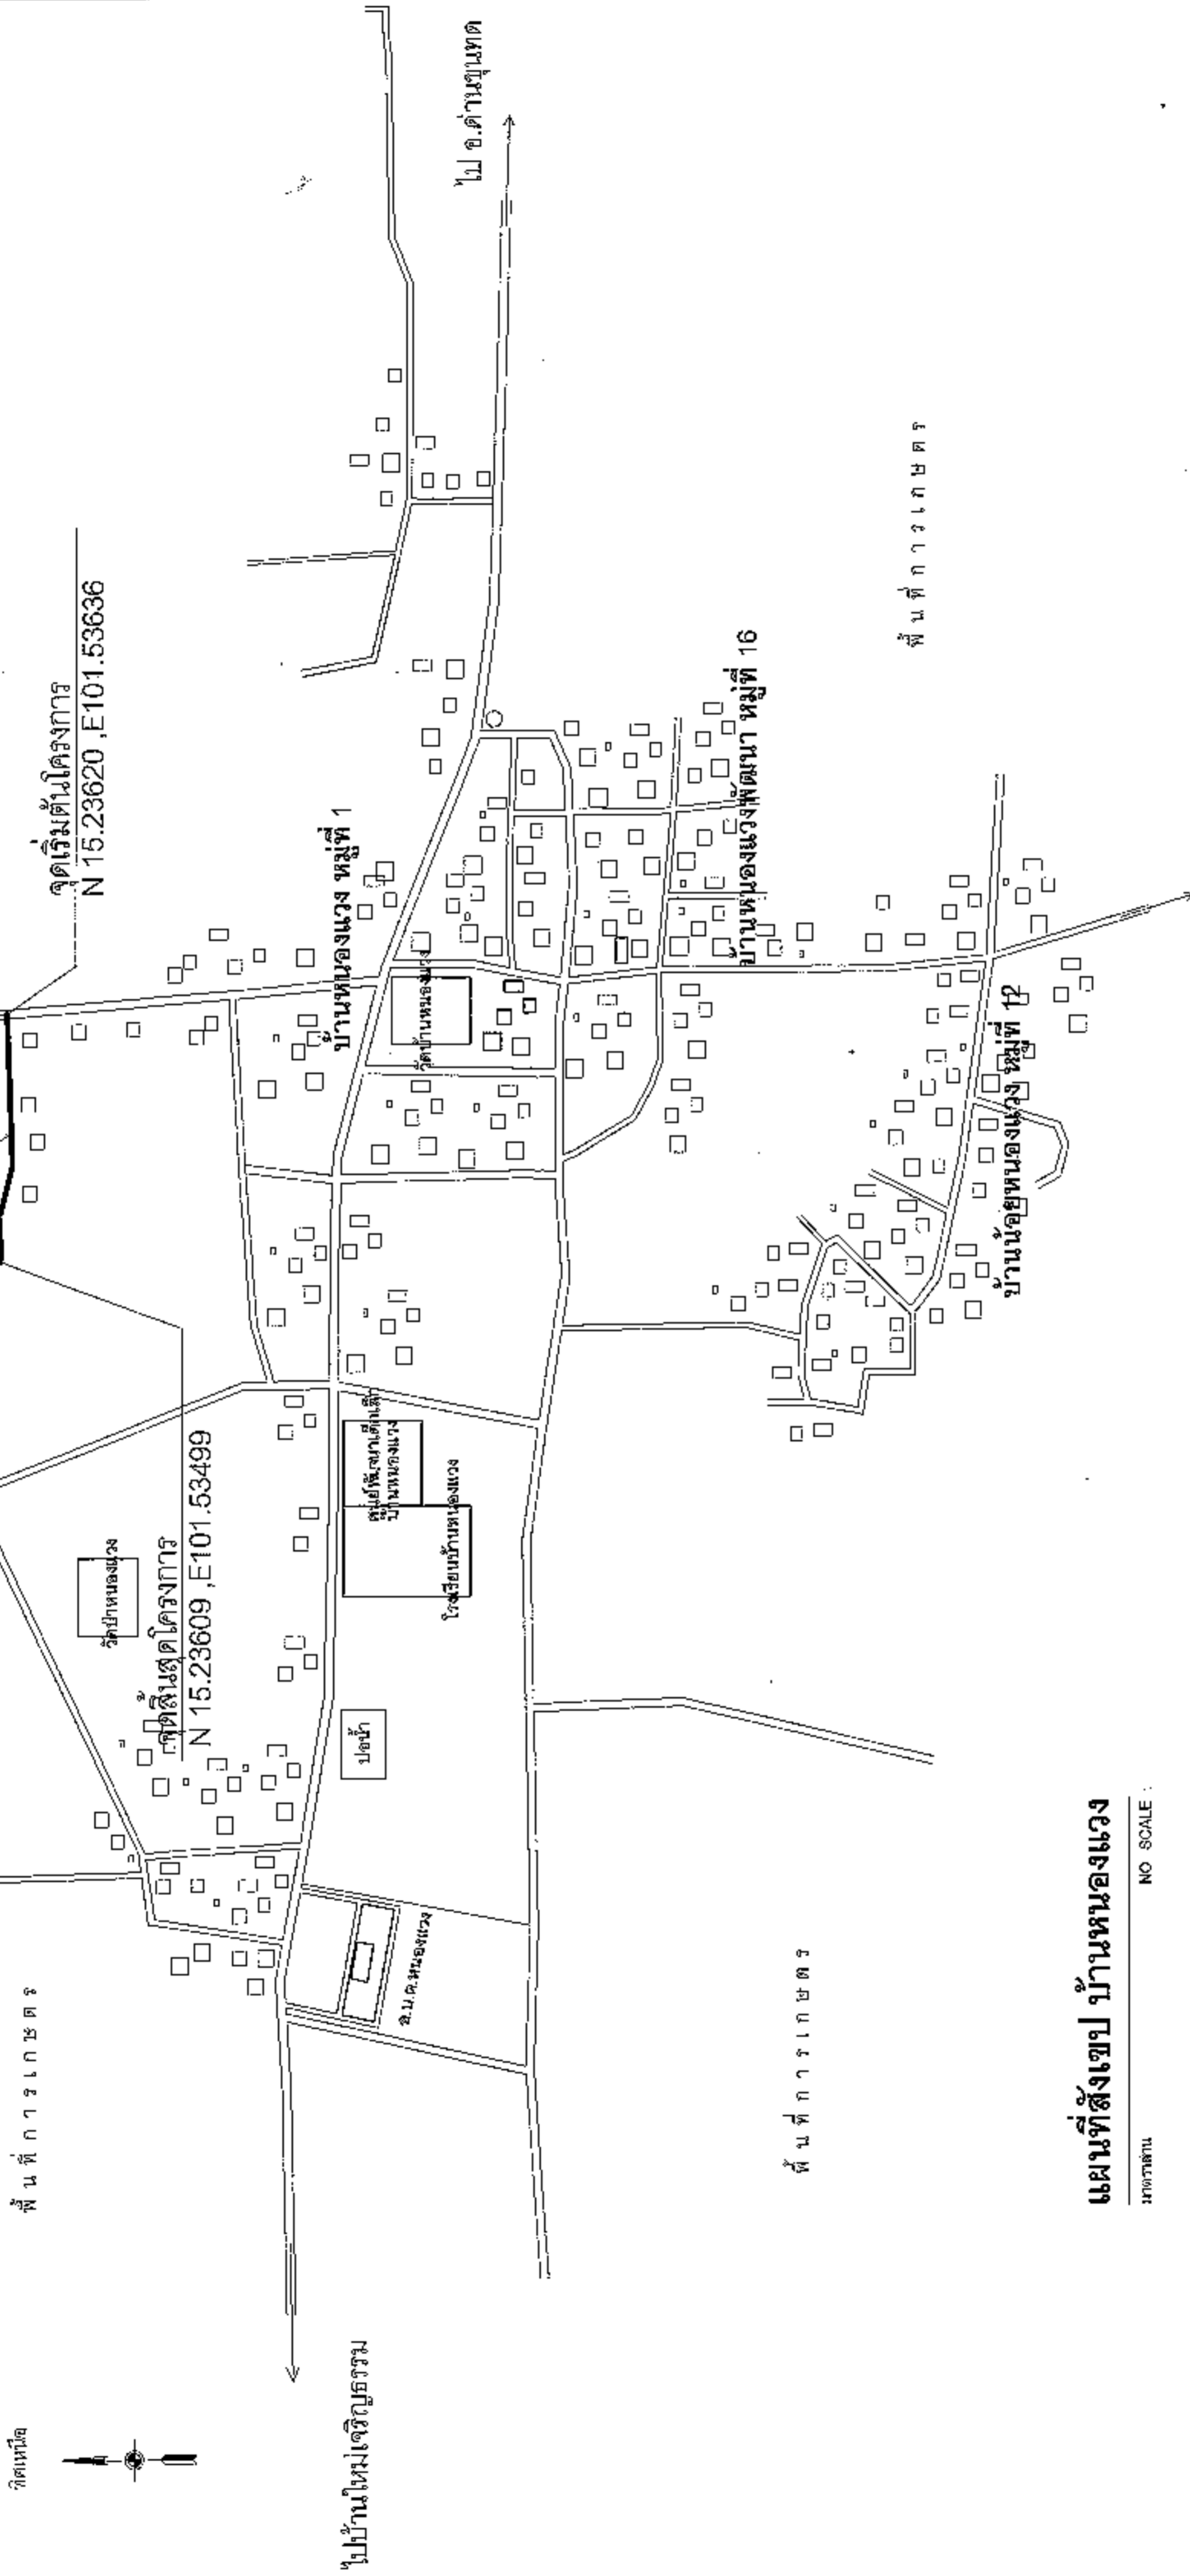 ทิศเหนือ
พื้นที่การเกษตร
จุดเริ่มต้นโครงการ
N 15.23620 ,E101.53636
จุดสิ้นสุดโครงการ
N 15.23609 ,E101.53499
วัดป่าหนองแวง
บ้านหนองแวง หมู่ที่ 1
ไป อ.ด่านขุนทด
ไปบ้านใหม่เจริญธรรม
บ่อน้ำ
ศูนย์พัฒนาเด็กเล็ก
บ้านหนองแวง
วัดบ้านหนองแวง
อ.บ.ต.หนองแวง
โรงเรียนบ้านหนองแวง
บ้านหนองแวงพัฒนา หมู่ที่ 16
พื้นที่การเกษตร
พื้นที่การเกษตร
บ้านน้อยหนองแวง หมู่ที่ 12
แผนที่สังเขป บ้านหนองแวง
มาตราส่วน NO SCALE :